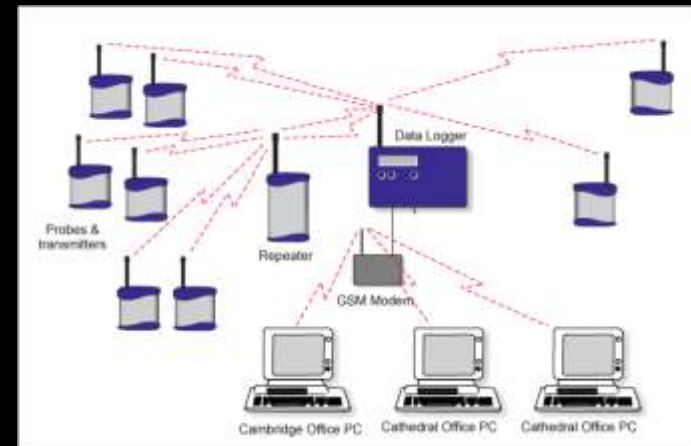 Data Logger
Probes &
transmitters
Repeater
GSM Modem
Cambridge Office PC
Cathedral Office PC
Cathedral Office PC